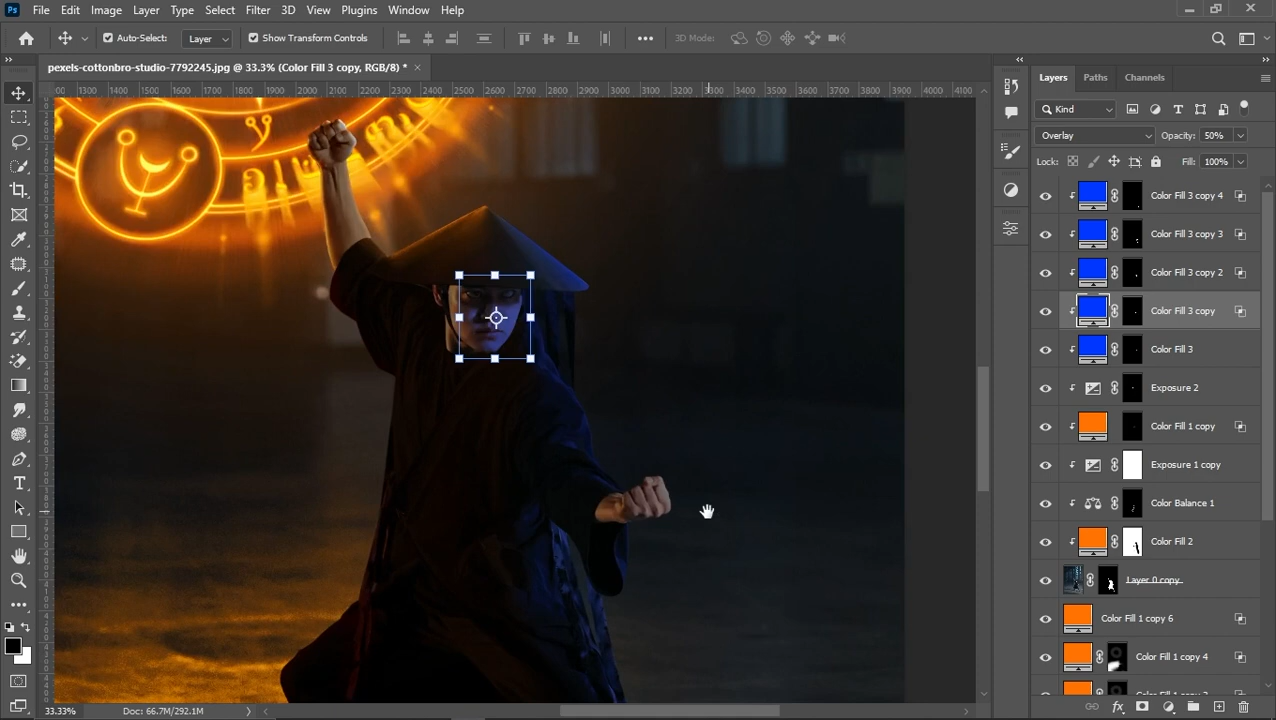 Ps File Edit Image Layer Type Select Filter 3D View Plugins Window Help
Auto-Select: Layer Show Transform Controls 3D Mode:
pexels-cottonbro-studio-7792245.jpg @ 33.3% (Color Fill 3 copy, RGB/8) *
1300 1400 1500 1600 1700 1800 1900 2000 2100 2200 2300 2400 2500 2600 2700 2800 2900 3000 3100 3200 3300 3400 3500 3600 3700 3800 3900 4000 4100
Layers Paths Channels
Kind
Overlay Opacity: 50%
Lock: Fill: 100%
Color Fill 3 copy 4
Color Fill 3 copy 3
Color Fill 3 copy 2
Color Fill 3 copy
Color Fill 3
Exposure 2
Color Fill 1 copy
Exposure 1 copy
Color Balance 1
Color Fill 2
Layer 0 copy
Color Fill 1 copy 6
Color Fill 1 copy 4
33.33% Doc: 66.7M/292.1M